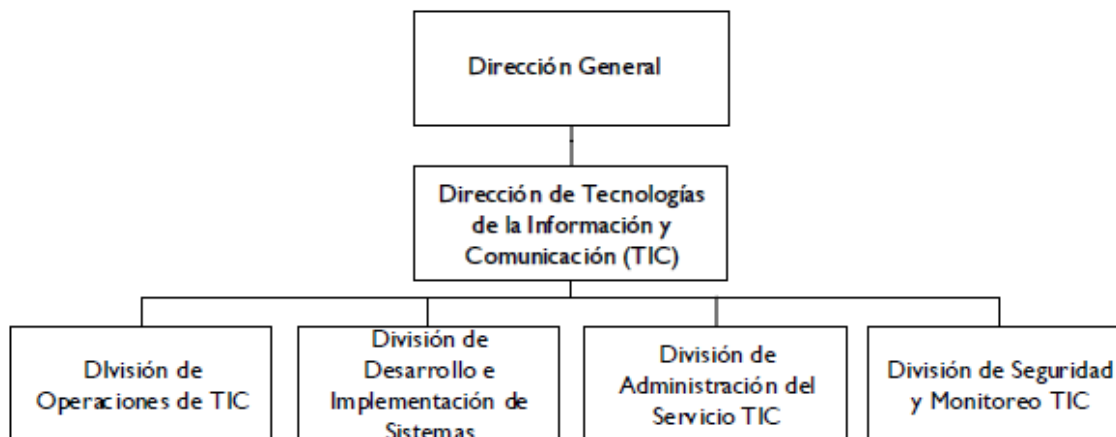 Dirección General
Dirección de Tecnologías
de la Información y
Comunicación (TIC)
DIvisión de
Operaciones de TIC
División de
Desarrollo e
Implementación de
Sistemas
División de
Administración del
Servicio TIC
División de Seguridad
y Monitoreo TIC